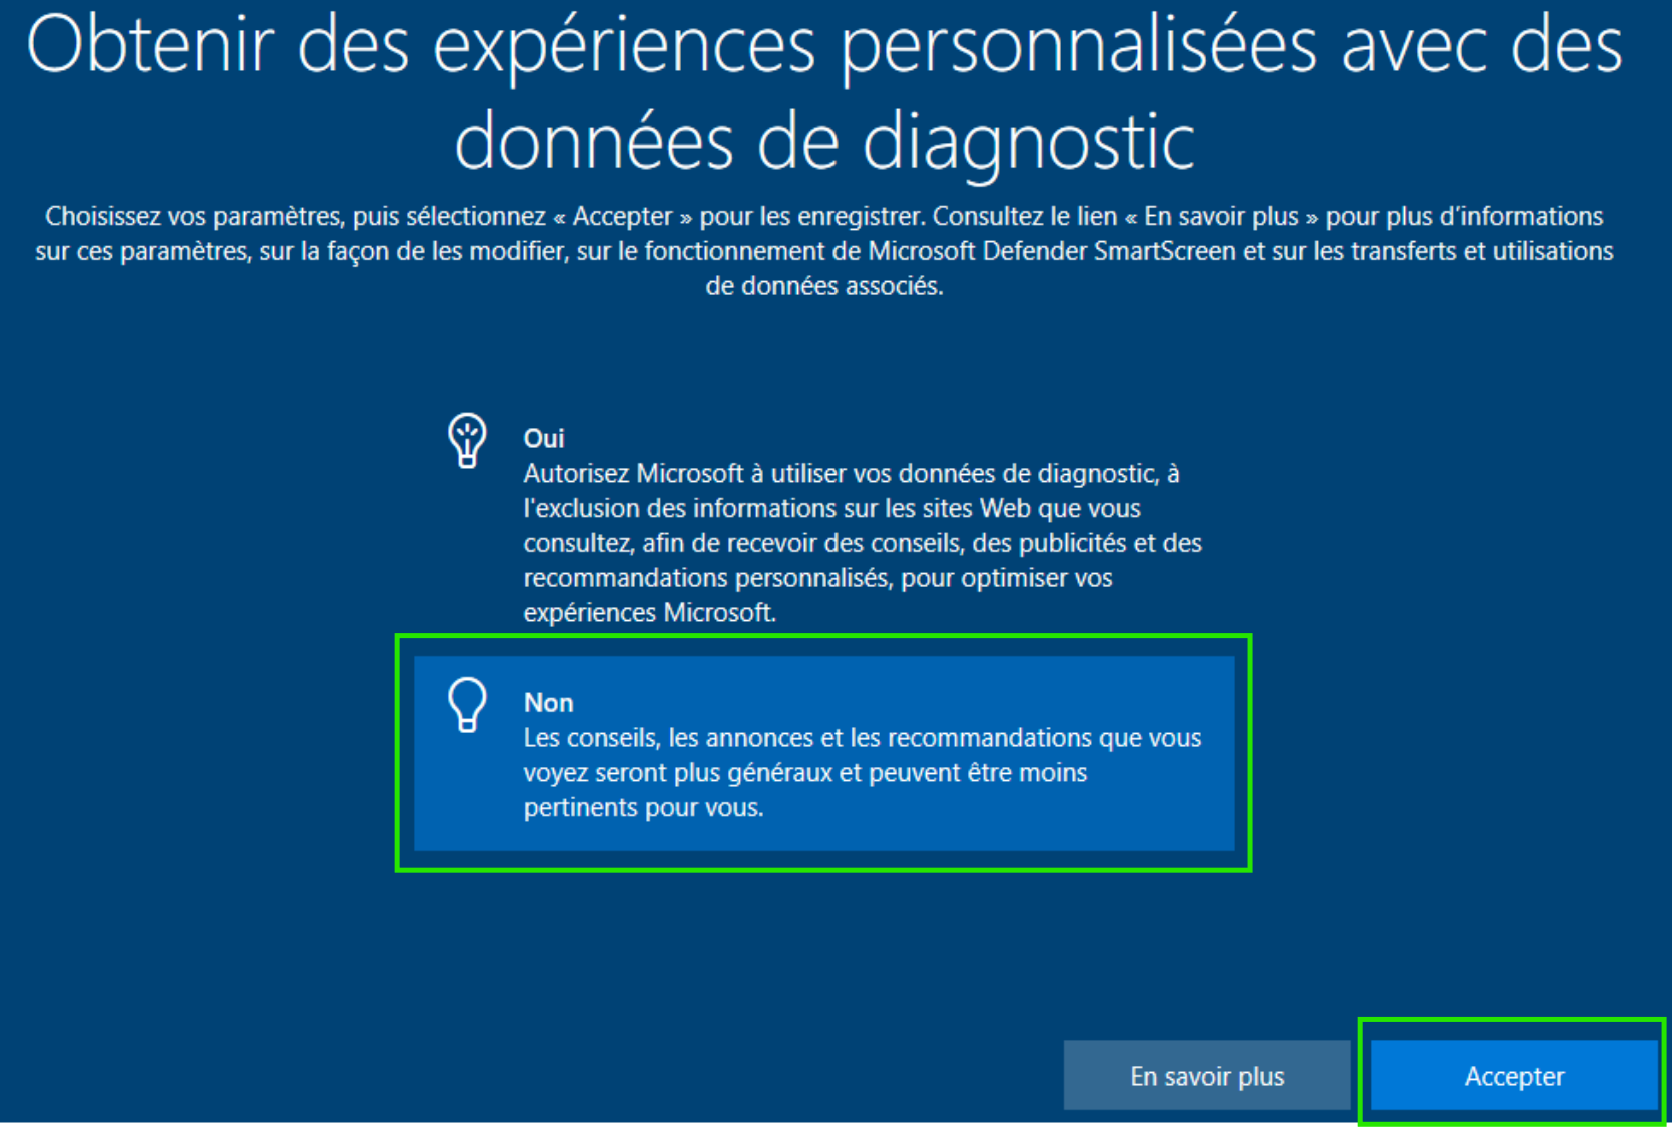 Obtenir des expériences personnalisées avec des
données de diagnostic
Choisissez vos paramètres, puis sélectionnez « Accepter » pour les enregistrer. Consultez le lien « En savoir plus » pour plus d’informations
sur ces paramètres, sur la façon de les modifier, sur le fonctionnement de Microsoft Defender SmartScreen et sur les transferts et utilisations
de données associés.
Oui
Autorisez Microsoft à utiliser vos données de diagnostic, à
l'exclusion des informations sur les sites Web que vous
consultez, afin de recevoir des conseils, des publicités et des
recommandations personnalisés, pour optimiser vos
expériences Microsoft.
Non
Les conseils, les annonces et les recommandations que vous
voyez seront plus généraux et peuvent être moins
pertinents pour vous.
En savoir plus
Accepter